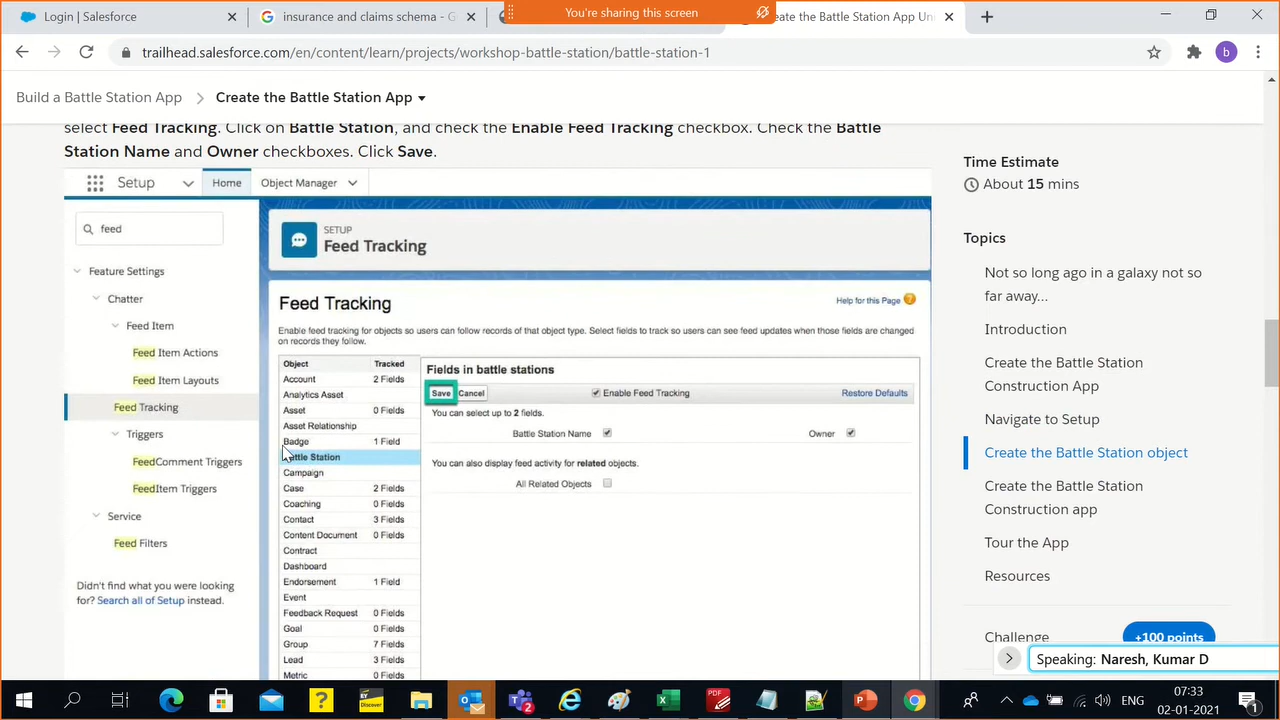 Login | Salesforce
insurance and claims schema - G
You're sharing this screen
reate the Battle Station App Un
trailhead.salesforce.com/en/content/learn/projects/workshop-battle-station/battle-station-1
b
Build a Battle Station App
Create the Battle Station App
select Feed Tracking. Click on Battle Station, and check the Enable Feed Tracking checkbox. Check the Battle
Station Name and Owner checkboxes. Click Save.
Setup
Home
Object Manager
feed
Feature Settings
Chatter
Feed Item
Feed Item Actions
Feed Item Layouts
Feed Tracking
Triggers
FeedComment Triggers
FeedItem Triggers
Service
Feed Filters
Didn't find what you were looking
for? Search all of Setup instead.
SETUP
Feed Tracking
Feed Tracking
Help for this Page
Enable feed tracking for objects so users can follow records of that object type. Select fields to track so users can see feed updates when those fields are changed
on records they follow.
Object Tracked
Account 2 Fields
Analytics Asset
Asset 0 Fields
Asset Relationship
Badge 1 Field
attle Station
Campaign
Case 2 Fields
Coaching 0 Fields
Contact 3 Fields
Content Document 0 Fields
Contract
Dashboard
Endorsement 1 Field
Event
Feedback Request 0 Fields
Goal 0 Fields
Group 7 Fields
Lead 3 Fields
Metric 0 Fields
Fields in battle stations
Save Cancel Enable Feed Tracking Restore Defaults
You can select up to 2 fields.
Battle Station Name Owner
You can also display feed activity for related objects.
All Related Objects
Time Estimate
About 15 mins
Topics
Not so long ago in a galaxy not so
far away...
Introduction
Create the Battle Station
Construction App
Navigate to Setup
Create the Battle Station object
Create the Battle Station
Construction app
Tour the App
Resources
Challenge +100 points
Speaking: Naresh, Kumar D
EY
Discover
PDF
2
ENG
07:33
02-01-2021
1